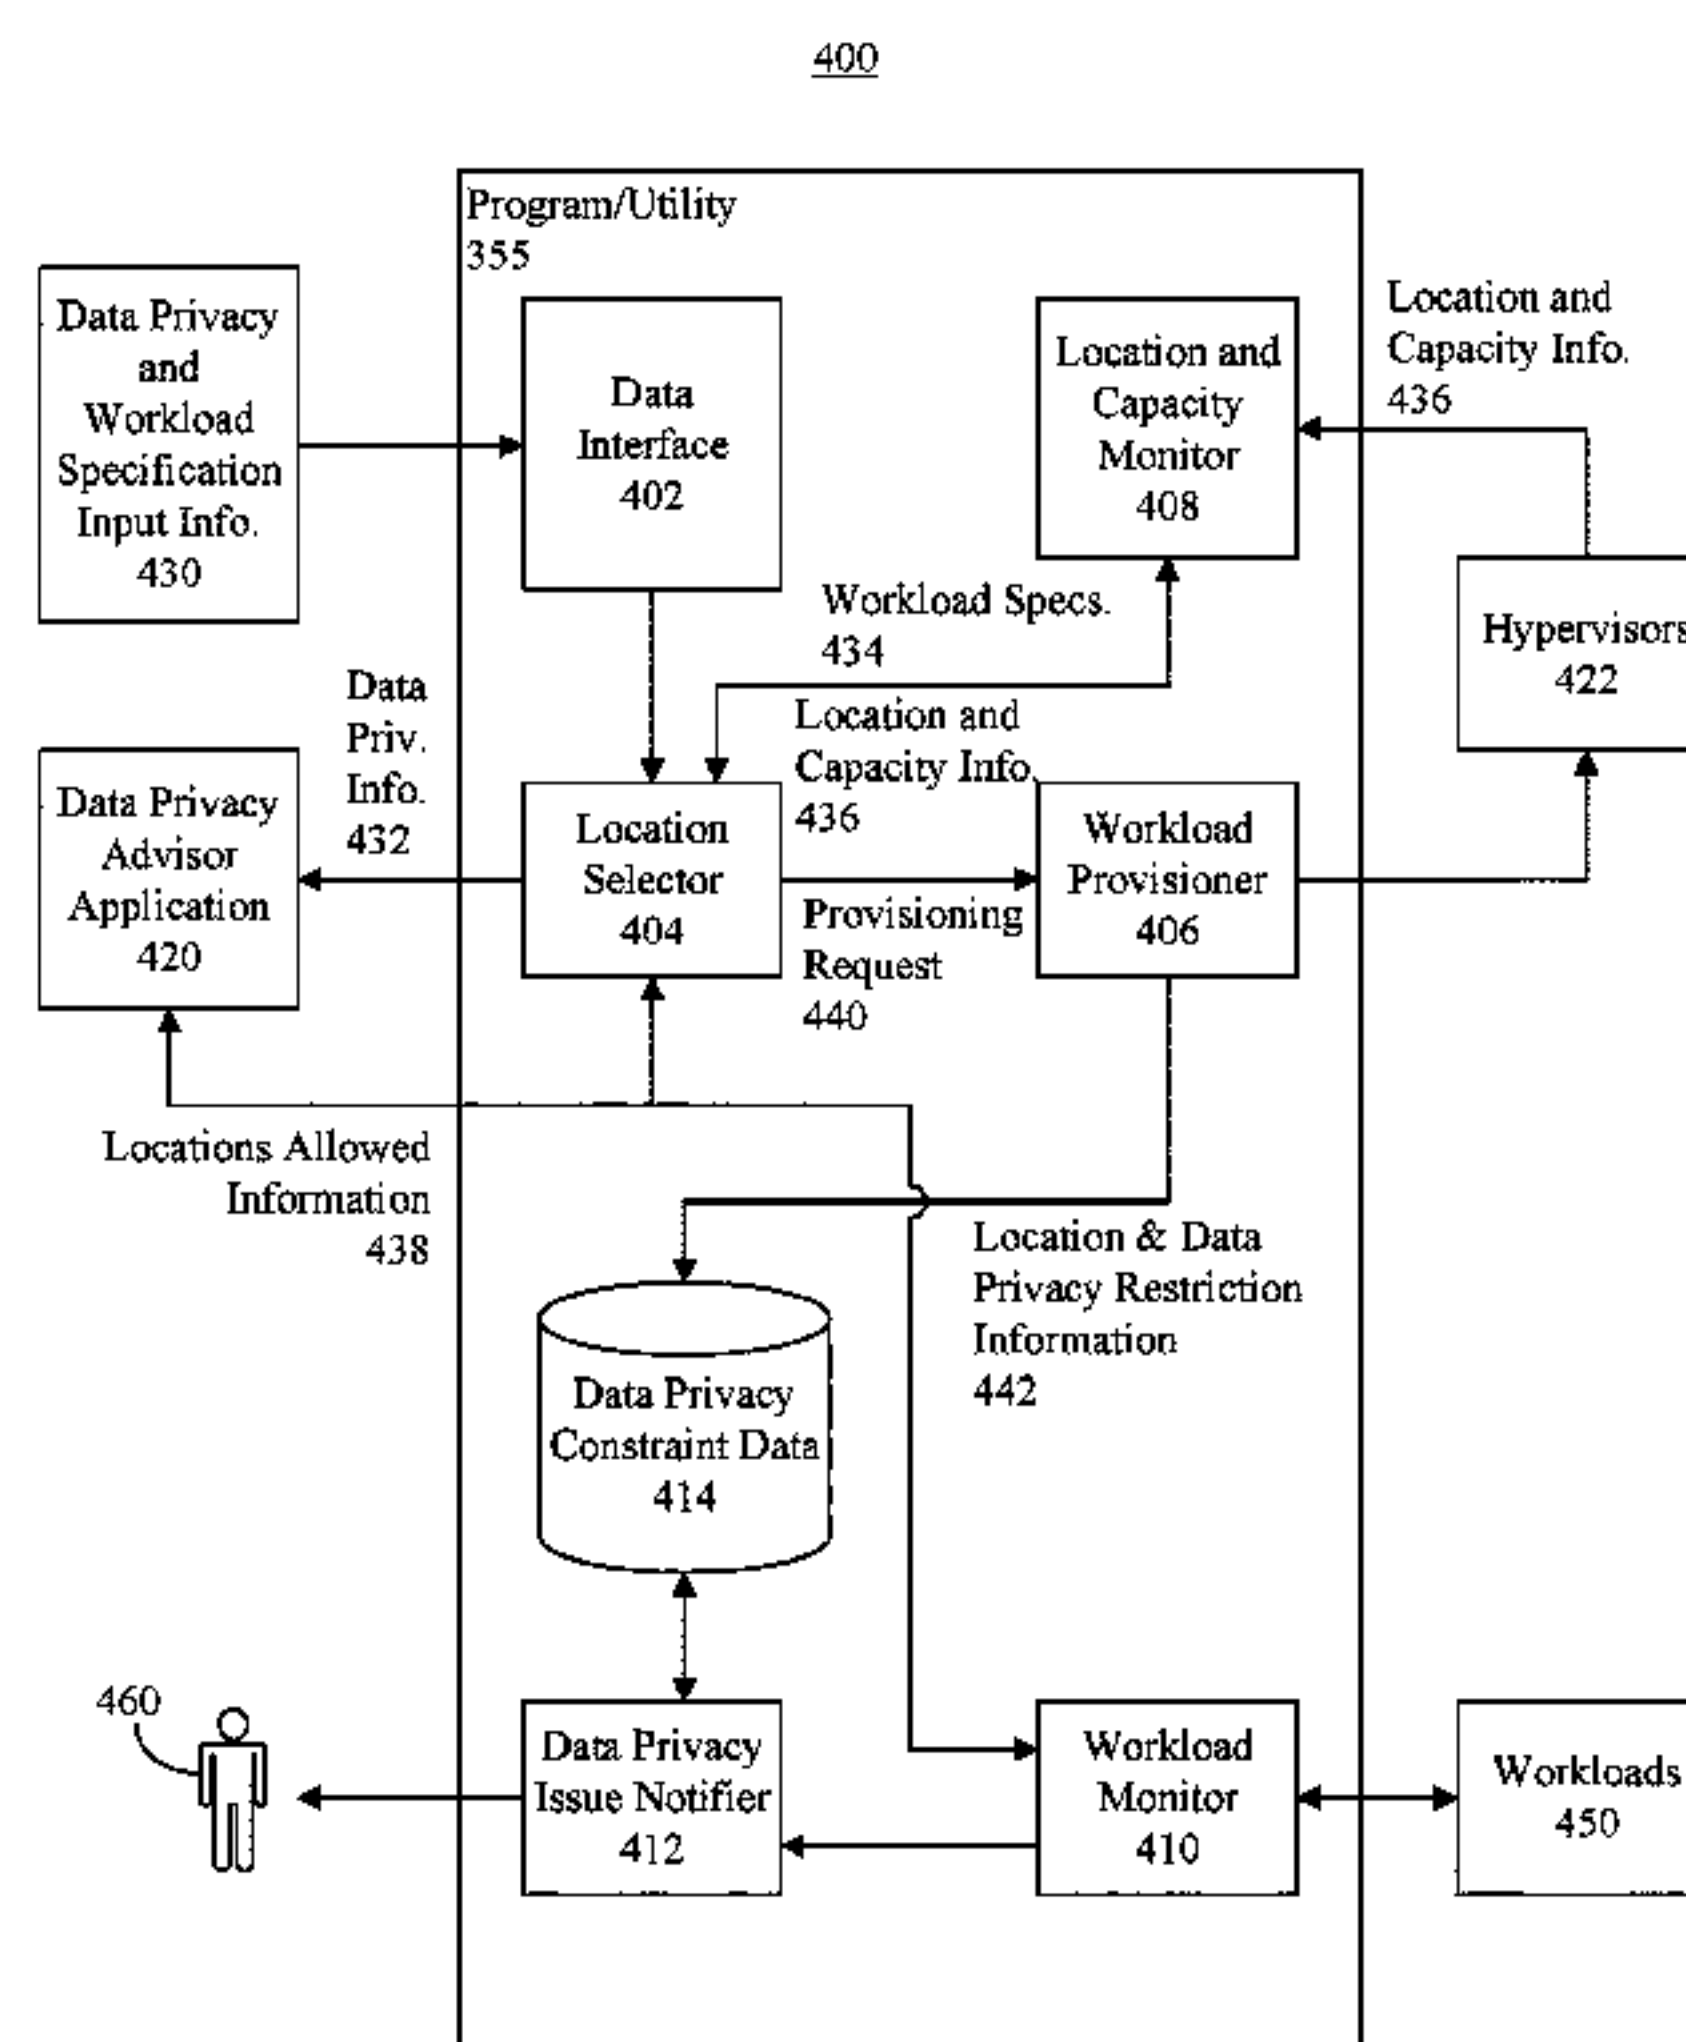 400
Program/Utility
355
Data Privacy
and
Workload
Specification
Input Info.
430
Data
Interface
402
Location and
Capacity
Monitor
408
Location and
Capacity Info.
436
Hypervisors
422
Workload Specs.
434
Location and
Capacity Info.
436
Data
Priv.
Info.
432
Data Privacy
Advisor
Application
420
Location
Selector
404
Provisioning
Request
440
Workload
Provisioner
406
Locations Allowed
Information
438
Location & Data
Privacy Restriction
Information
442
Data Privacy
Constraint Data
414
460
Data Privacy
Issue Notifier
412
Workload
Monitor
410
Workloads
450